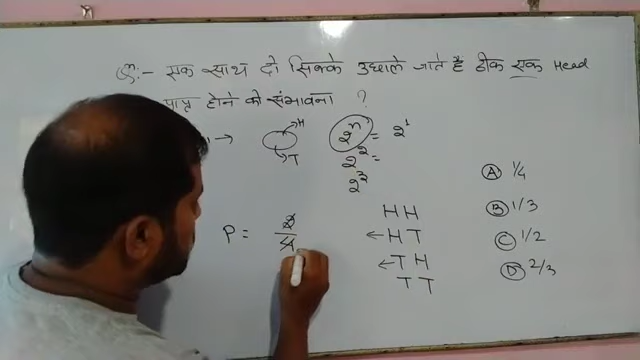 Qn:- एक साथ दो सिक्के उछाले जाते है ठीक एक Head
प्राप्त होने की संभावना ?
→ H T 2ⁿ = 2¹
2² =
2³
P = 2/4
HH
← HT
← TH
TT
(A) 1/4
(B) 1/3
(C) 1/2
(D) 2/3